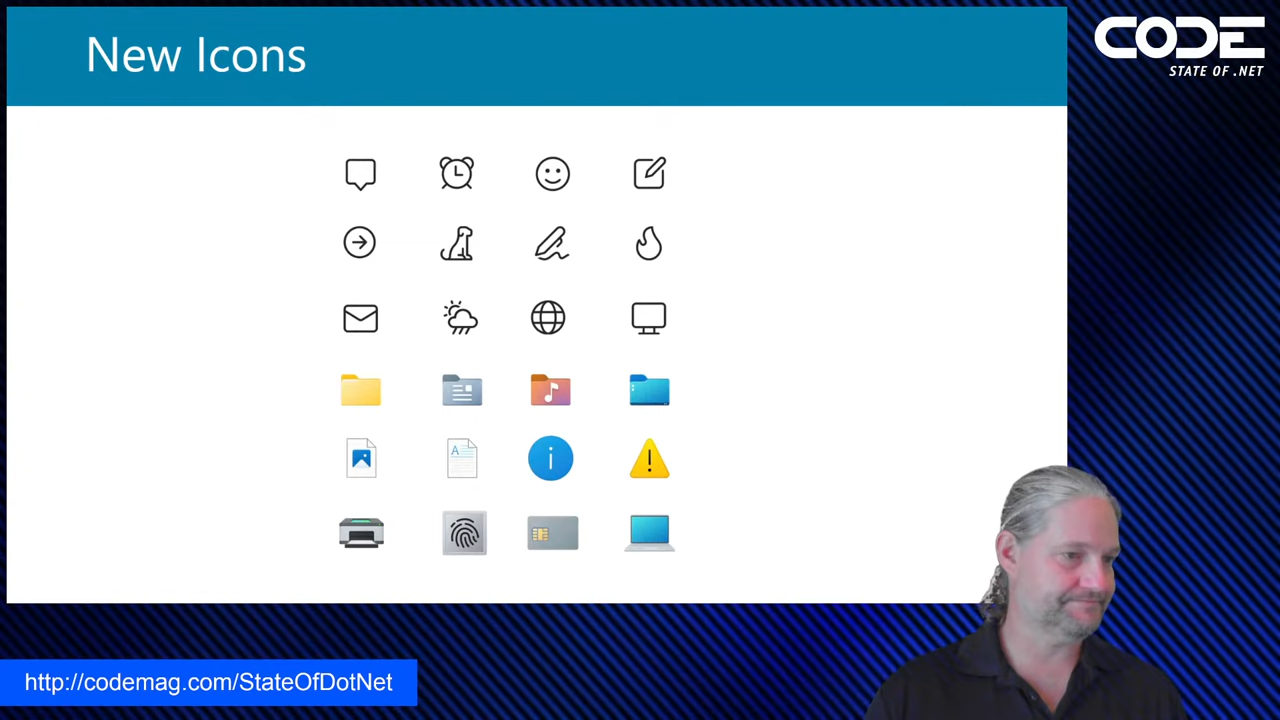 New Icons
CODE
STATE OF .NET
A
http://codemag.com/StateOfDotNet